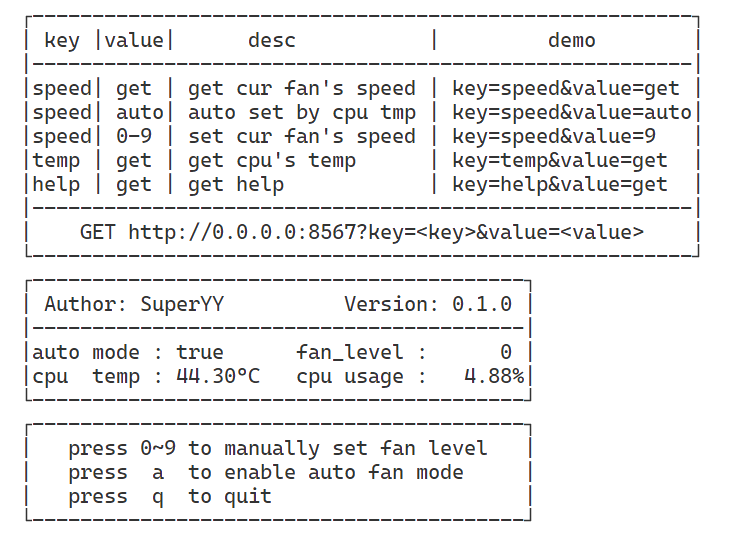 key |value| desc | demo
speed| get | get cur fan's speed | key=speed&value=get
speed| auto| auto set by cpu tmp | key=speed&value=auto
speed| 0-9 | set cur fan's speed | key=speed&value=9
temp | get | get cpu's temp | key=temp&value=get
help | get | get help | key=help&value=get
GET http://0.0.0.0:8567?key=<key>&value=<value>
Author: SuperYY Version: 0.1.0
auto mode : true fan_level : 0
cpu temp : 44.30°C cpu usage : 4.88%
press 0~9 to manually set fan level
press a to enable auto fan mode
press q to quit